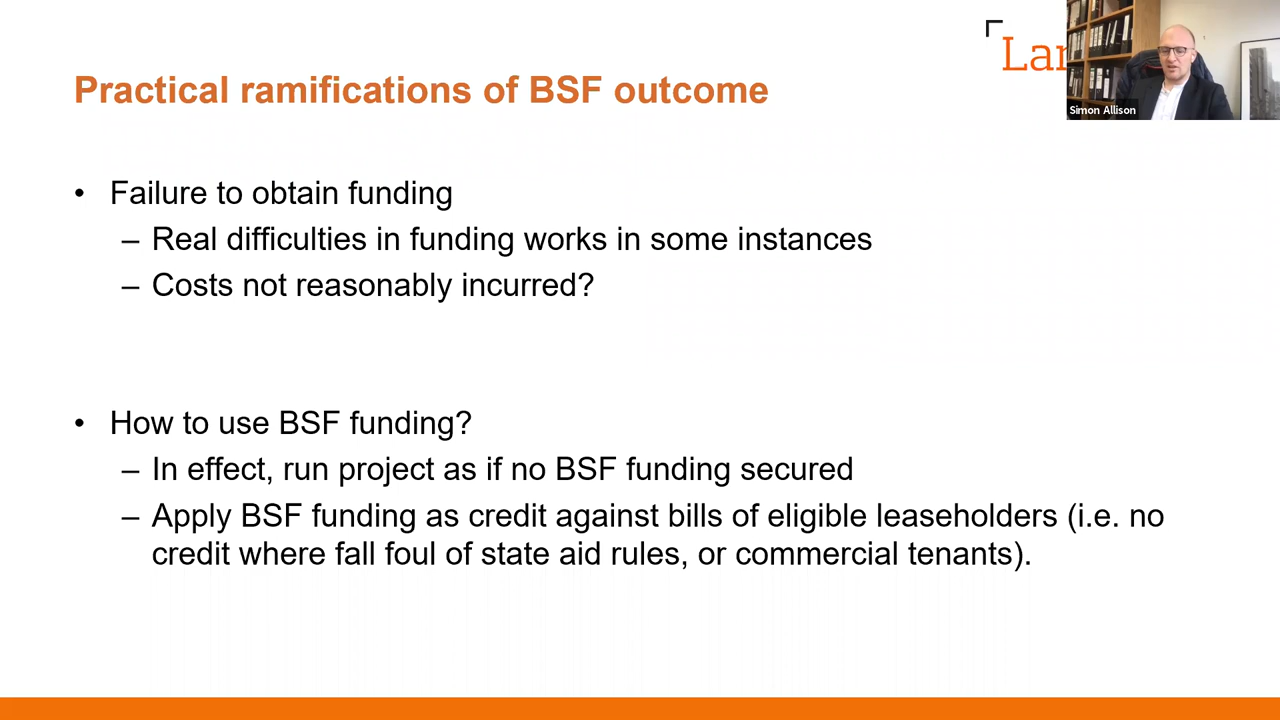 Practical ramifications of BSF outcome
Simon Allison
• Failure to obtain funding
– Real difficulties in funding works in some instances
– Costs not reasonably incurred?
• How to use BSF funding?
– In effect, run project as if no BSF funding secured
– Apply BSF funding as credit against bills of eligible leaseholders (i.e. no
credit where fall foul of state aid rules, or commercial tenants).